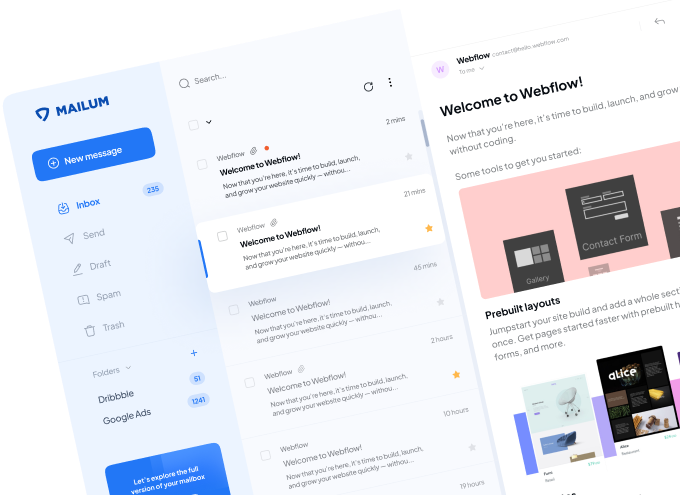 MAILUM
New message
Inbox
235
Send
Draft
Spam
Trash
Folders
+
Dribbble
51
Google Ads
1241
Let's explore the full
version of your mailbox
Search...
2 mins
Webflow
Welcome to Webflow!
Now that you're here, it's time to build, launch,
and grow your website quickly — withou...
21 mins
Webflow
Welcome to Webflow!
Now that you're here, it's time to build, launch,
and grow your website quickly — withou...
45 mins
Webflow
Welcome to Webflow!
Now that you're here, it's time to build, launch,
and grow your website quickly — withou...
2 hours
Webflow
Welcome to Webflow!
Now that you're here, it's time to build, launch,
and grow your website quickly — withou...
10 hours
Webflow
Welcome to Webflow!
Now that you're here, it's time to build, launch,
and grow your website quickly — withou...
19 hours
W
Webflow contact@hello.webflow.com
To me
Welcome to Webflow!
Now that you're here, it's time to build, launch, and grow
without coding.
Some tools to get you started:
Gallery
Contact Form
Prebuilt layouts
Jumpstart your site build and add a whole secti
once. Get pages started faster with prebuilt h
forms, and more.
alice
Alice